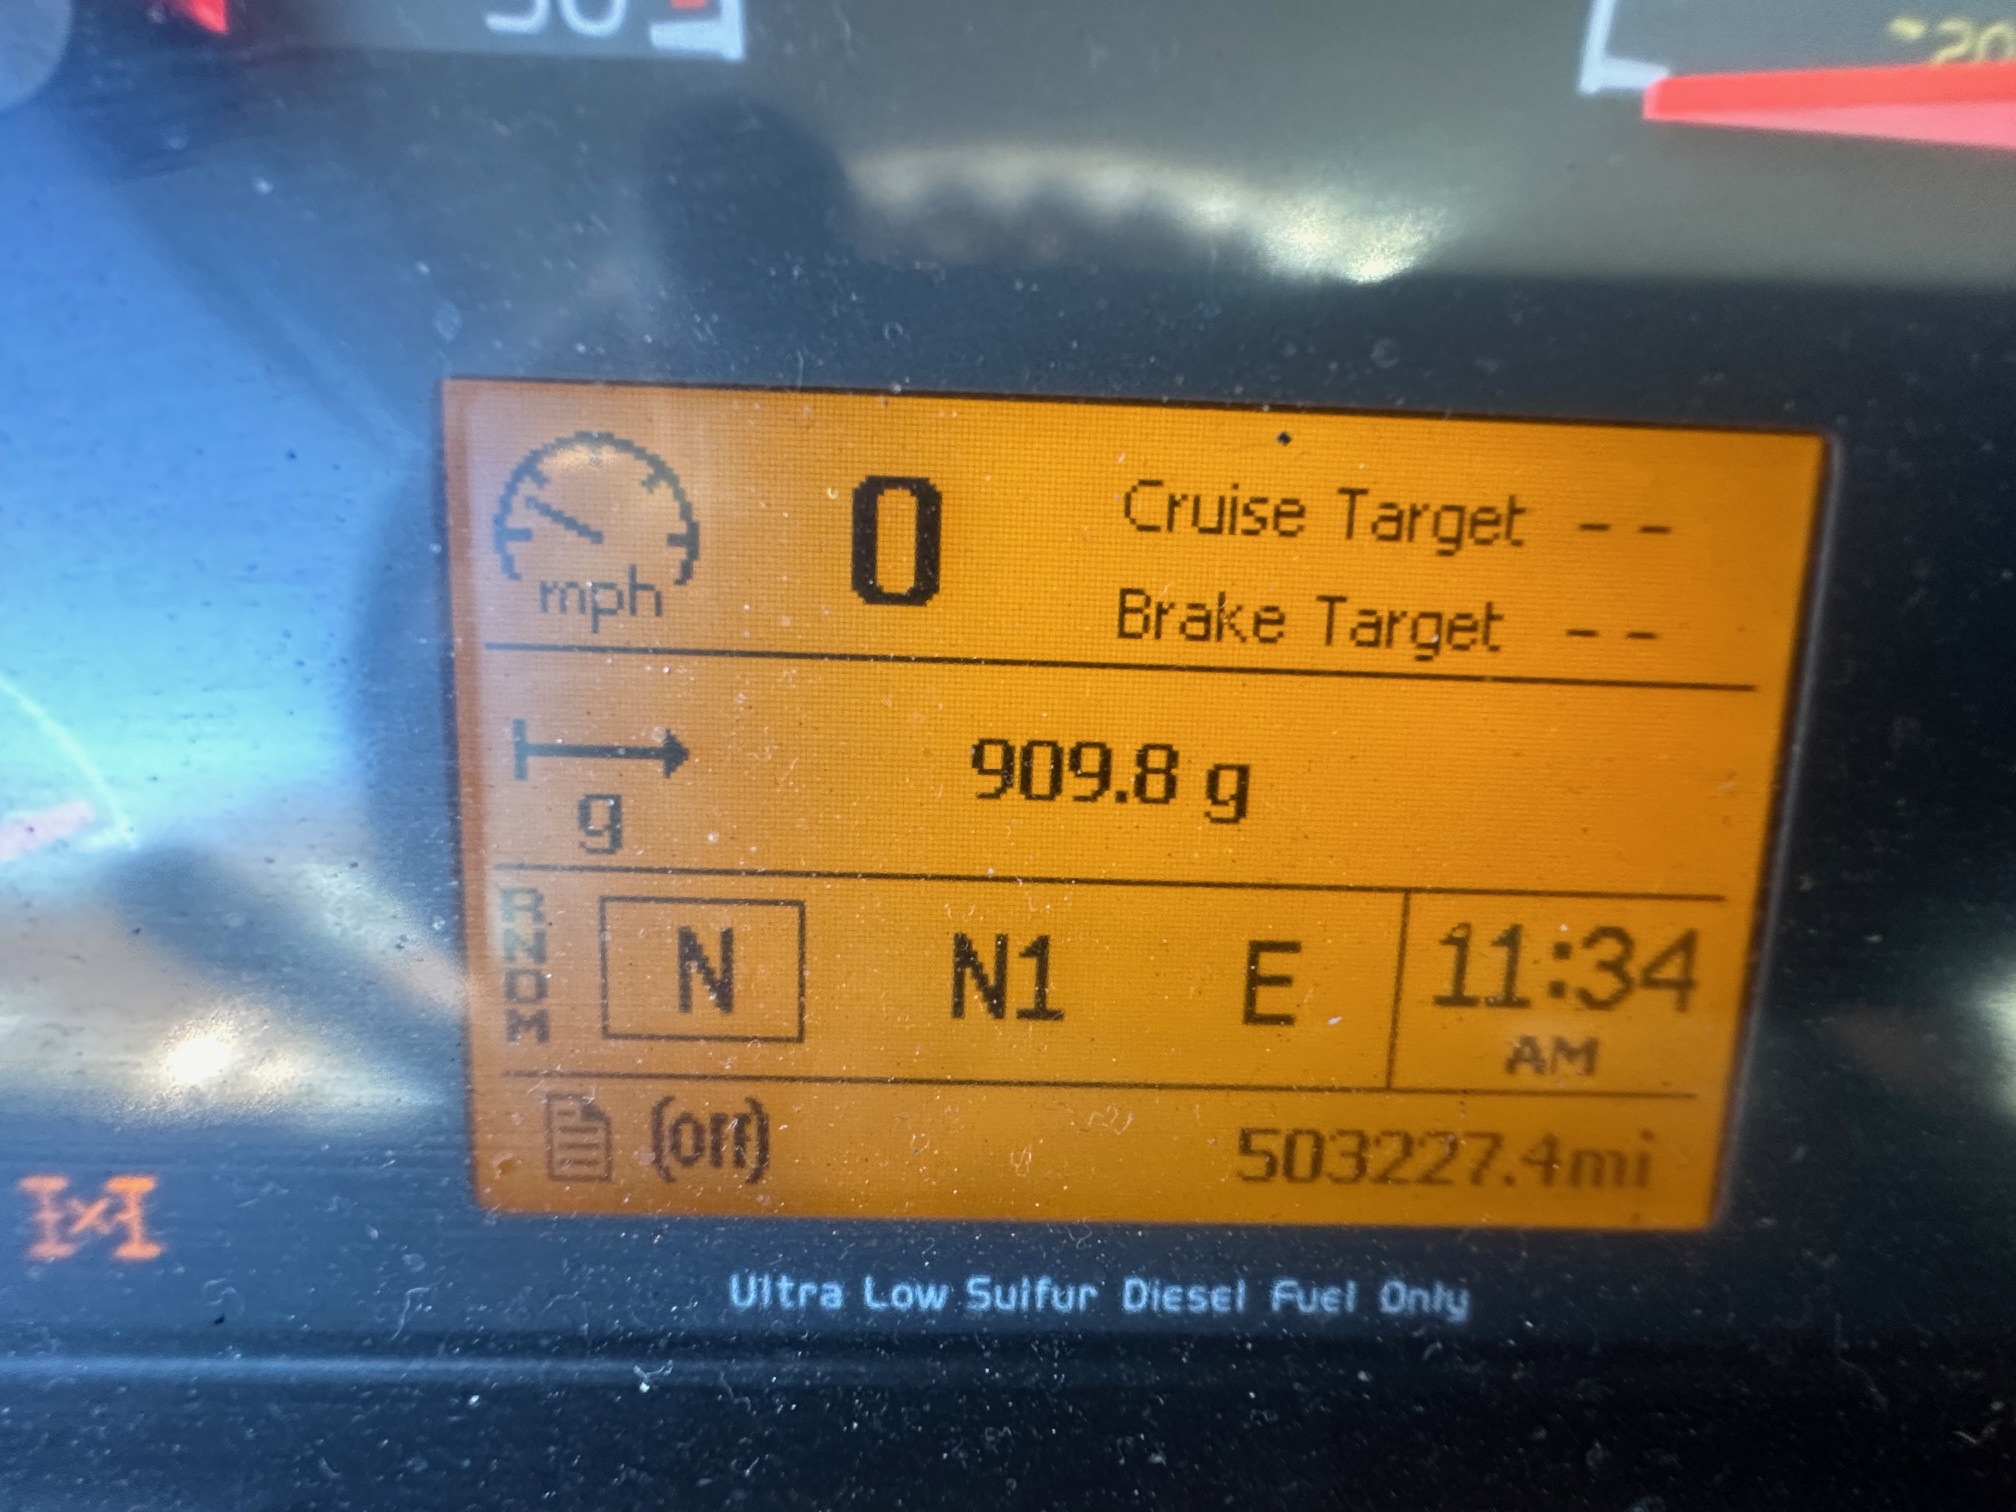 0 Cruise Target --
mph Brake Target --
909.8 g
g
R
N
D
M
N N1 E 11:34
AM
(off) 503227.4mi
Ultra Low Sulfur Diesel Fuel Only